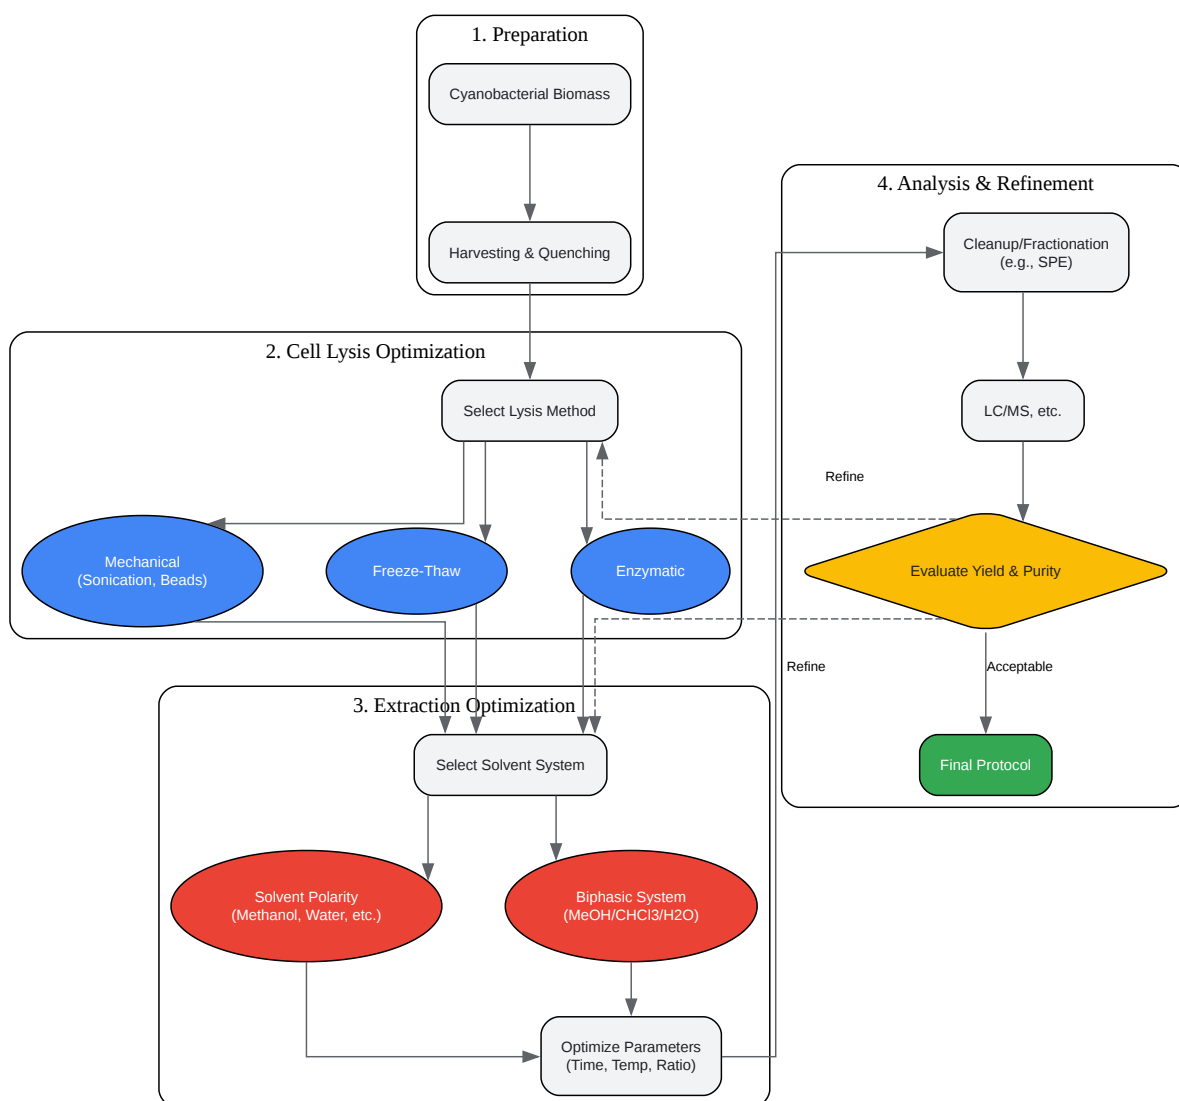 1. Preparation
Cyanobacterial Biomass
Harvesting & Quenching
2. Cell Lysis Optimization
Select Lysis Method
Mechanical
(Sonication, Beads)
Freeze-Thaw
Enzymatic
3. Extraction Optimization
Select Solvent System
Solvent Polarity
(Methanol, Water, etc.)
Biphasic System
(MeOH/CHCl3/H2O)
Optimize Parameters
(Time, Temp, Ratio)
4. Analysis & Refinement
Cleanup/Fractionation
(e.g., SPE)
LC/MS, etc.
Refine
Evaluate Yield & Purity
Refine
Acceptable
Final Protocol